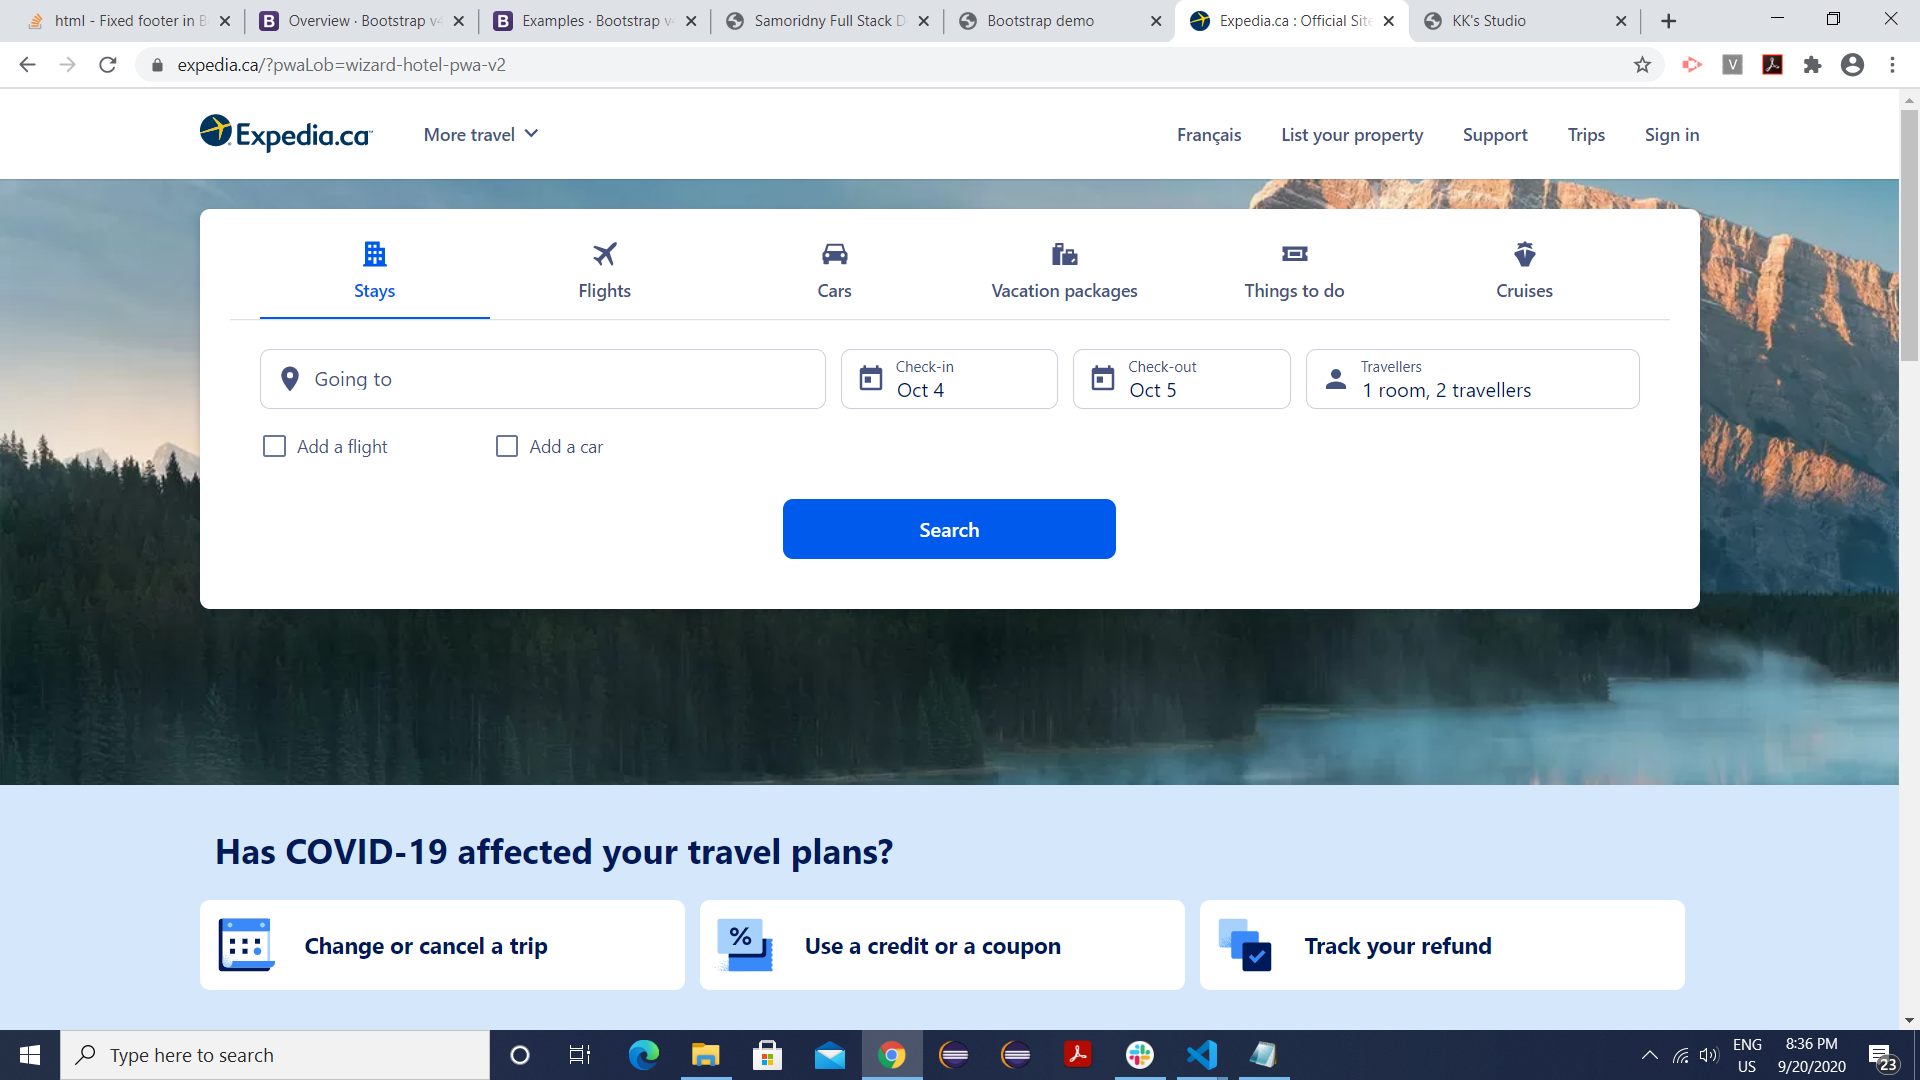 html - Fixed footer in B
Overview · Bootstrap v4
Examples · Bootstrap v4
Samoridny Full Stack D
Bootstrap demo
Expedia.ca : Official Site
KK's Studio
expedia.ca/?pwaLob=wizard-hotel-pwa-v2
V
Expedia.ca
More travel
Français
List your property
Support
Trips
Sign in
Stays
Flights
Cars
Vacation packages
Things to do
Cruises
Going to
Check-in
Oct 4
Check-out
Oct 5
Travellers
1 room, 2 travellers
Add a flight
Add a car
Search
Has COVID-19 affected your travel plans?
Change or cancel a trip
%
Use a credit or a coupon
Track your refund
Type here to search
ENG
US
8:36 PM
9/20/2020
23